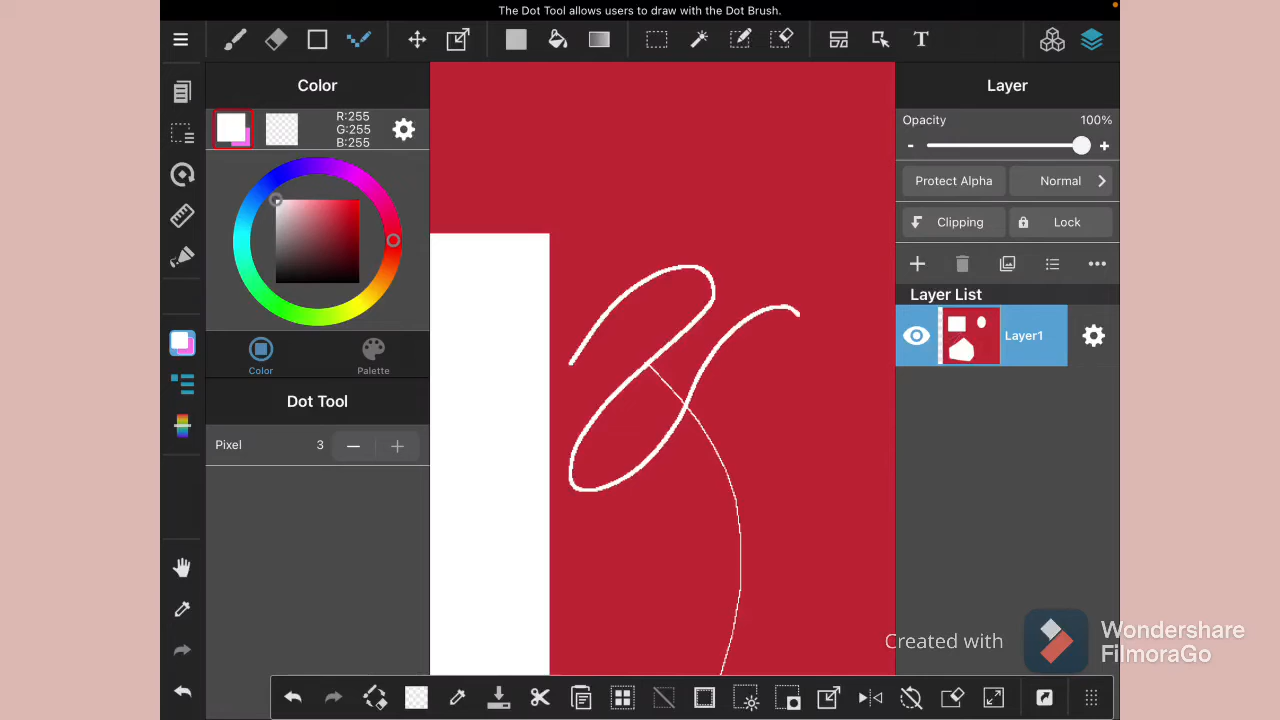 The Dot Tool allows users to draw with the Dot Brush.
T
Color
R:255
G:255
B:255
Color
Palette
Dot Tool
Pixel 3
Layer
Opacity 100%
Protect Alpha
Normal
Clipping
Lock
Layer List
Layer1
Created with
Wondershare
FilmoraGo